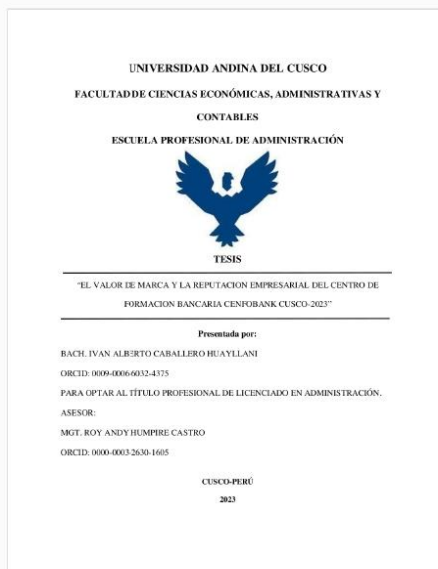 UNIVERSIDAD ANDINA DEL CUSCO
FACULTAD DE CIENCIAS ECONÓMICAS, ADMINISTRATIVAS Y
CONTABLES
ESCUELA PROFESIONAL DE ADMINISTRACIÓN
TESIS
“EL VALOR DE MARCA Y LA REPUTACION EMPRESARIAL DEL CENTRO DE
FORMACION BANCARIA CENFOBANK CUSCO-2023”
Presentada por:
BACH. IVAN ALBERTO CABALLERO HUAYLLANI
ORCID: 0009-0006-6032-4375
PARA OPTAR AL TÍTULO PROFESIONAL DE LICENCIADO EN ADMINISTRACIÓN.
ASESOR:
MGT. ROY ANDY HUMPIRE CASTRO
ORCID: 0000-0003-2630-1605
CUSCO-PERÚ
2023